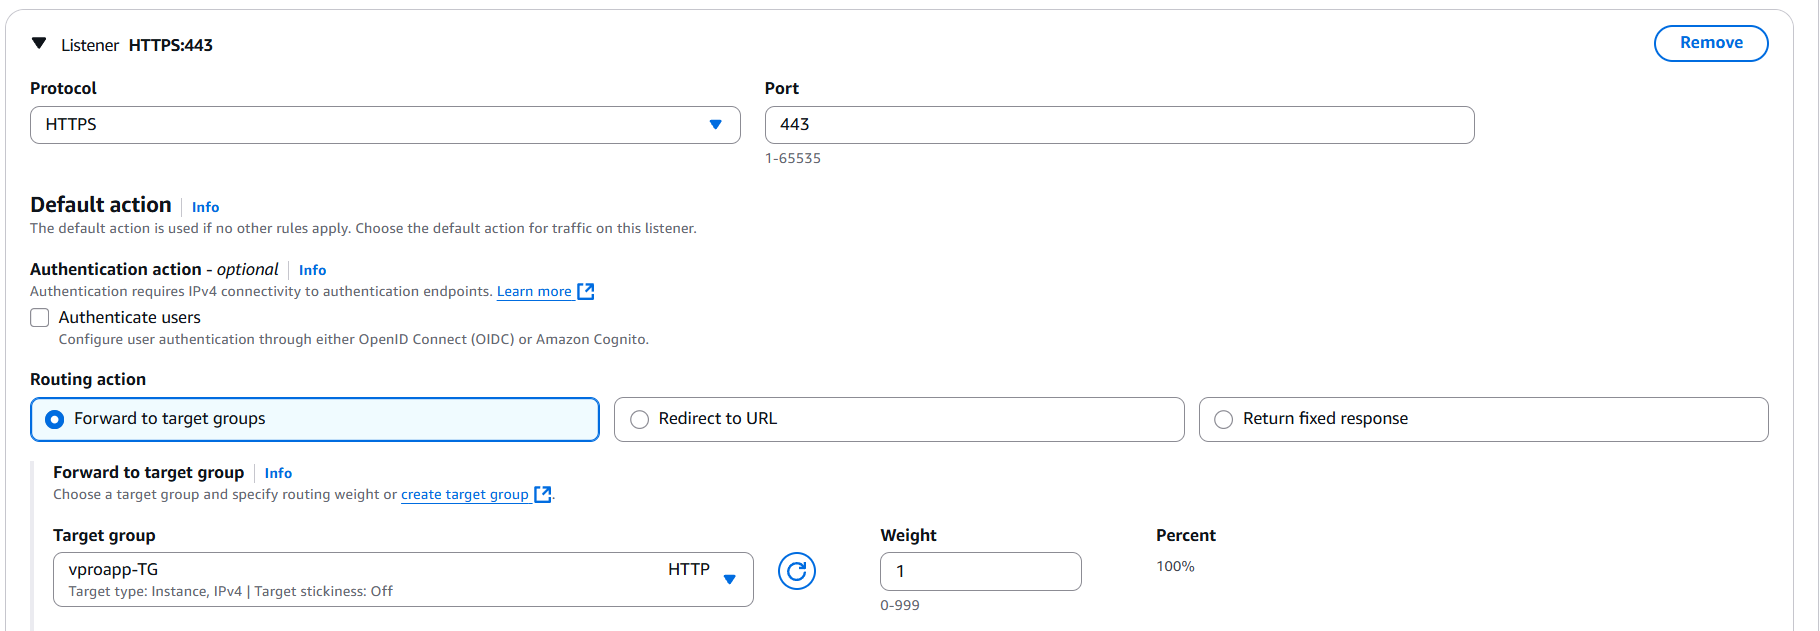 Listener HTTPS:443
Remove
Protocol
Port
HTTPS
443
1-65535
Default action
Info
The default action is used if no other rules apply. Choose the default action for traffic on this listener.
Authentication action - optional
Info
Authentication requires IPv4 connectivity to authentication endpoints. Learn more
Authenticate users
Configure user authentication through either OpenID Connect (OIDC) or Amazon Cognito.
Routing action
Forward to target groups
Redirect to URL
Return fixed response
Forward to target group
Info
Choose a target group and specify routing weight or create target group.
Target group
Weight
Percent
vproapp-TG
HTTP
Target type: Instance, IPv4 | Target stickiness: Off
1
100%
0-999